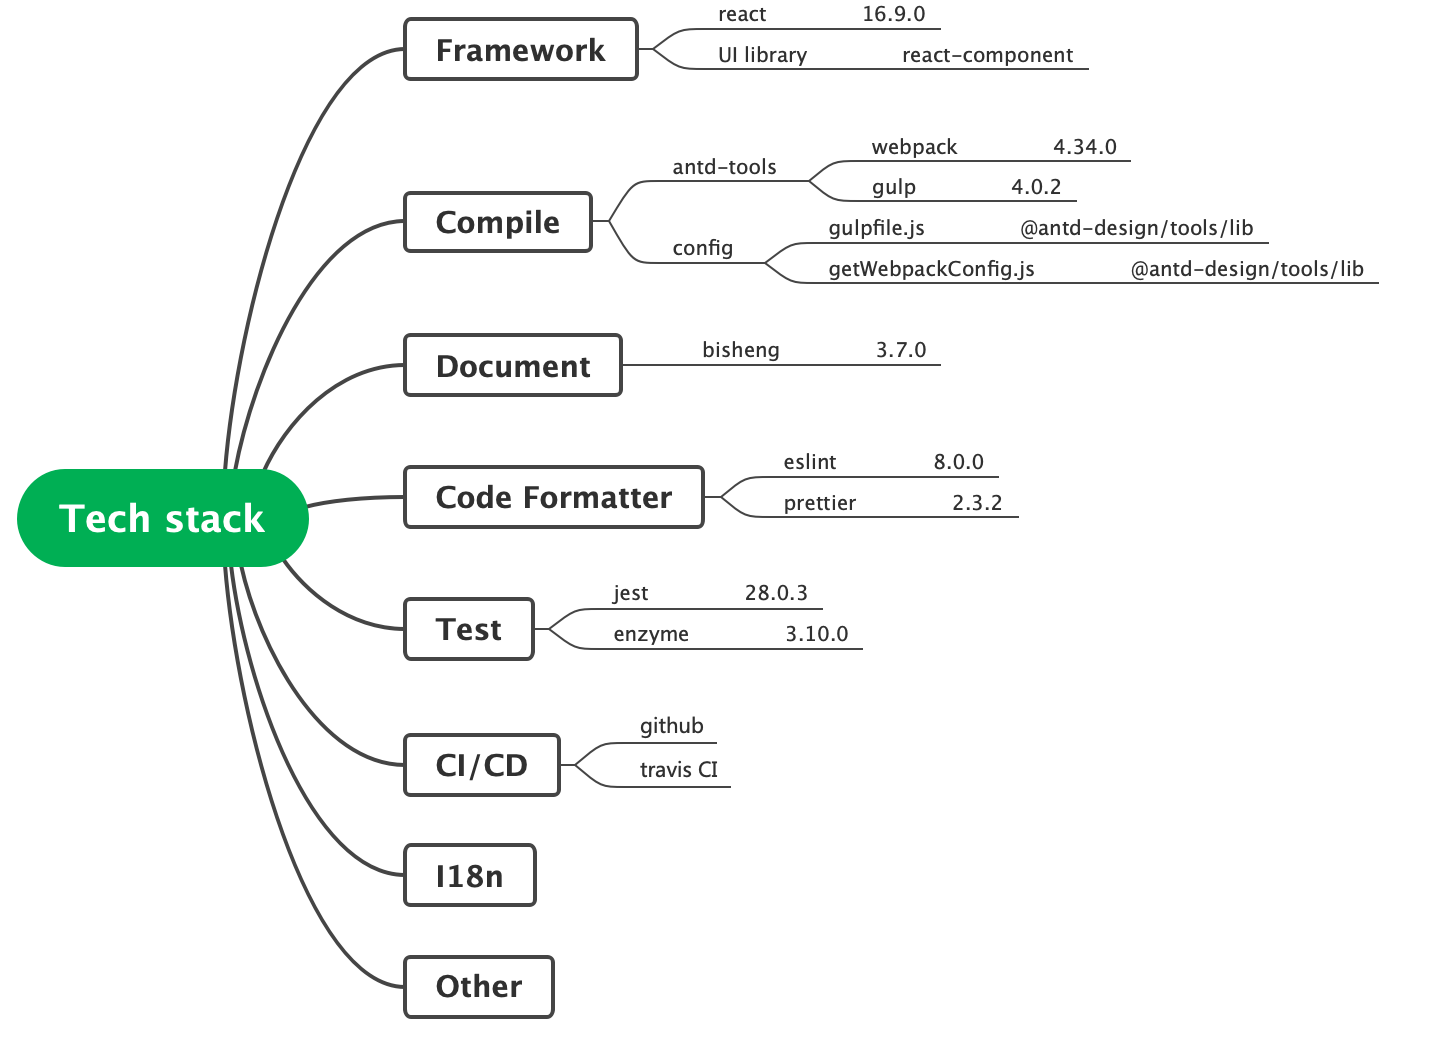 Tech stack
Framework
react 16.9.0
UI library react-component
Compile
antd-tools
webpack 4.34.0
gulp 4.0.2
config
gulpfile.js @antd-design/tools/lib
getWebpackConfig.js @antd-design/tools/lib
Document
bisheng 3.7.0
Code Formatter
eslint 8.0.0
prettier 2.3.2
Test
jest 28.0.3
enzyme 3.10.0
CI/CD
github
travis CI
I18n
Other